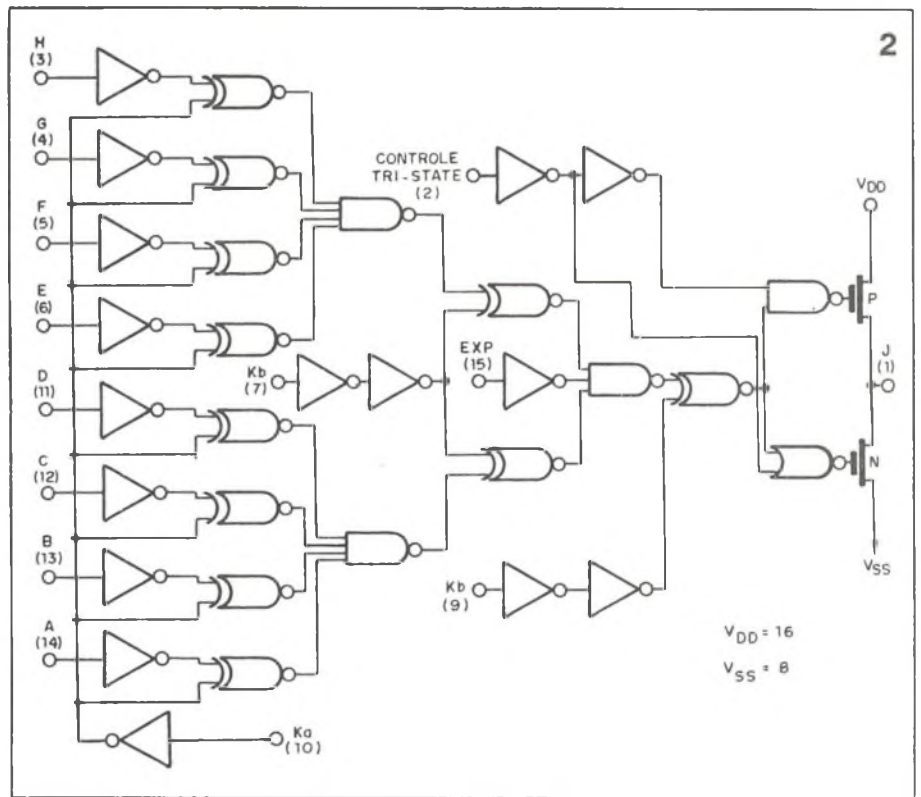 2
H
(3)
G
(4)
F
(5)
E
(6)
D
(11)
C
(12)
B
(13)
A
(14)
Ka
(10)
Kb
(7)
CONTROLE
TRI-STATE
(2)
EXP
(15)
Kb
(9)
VDD
P
J
(1)
N
VSS
VDD = 16
VSS = 8